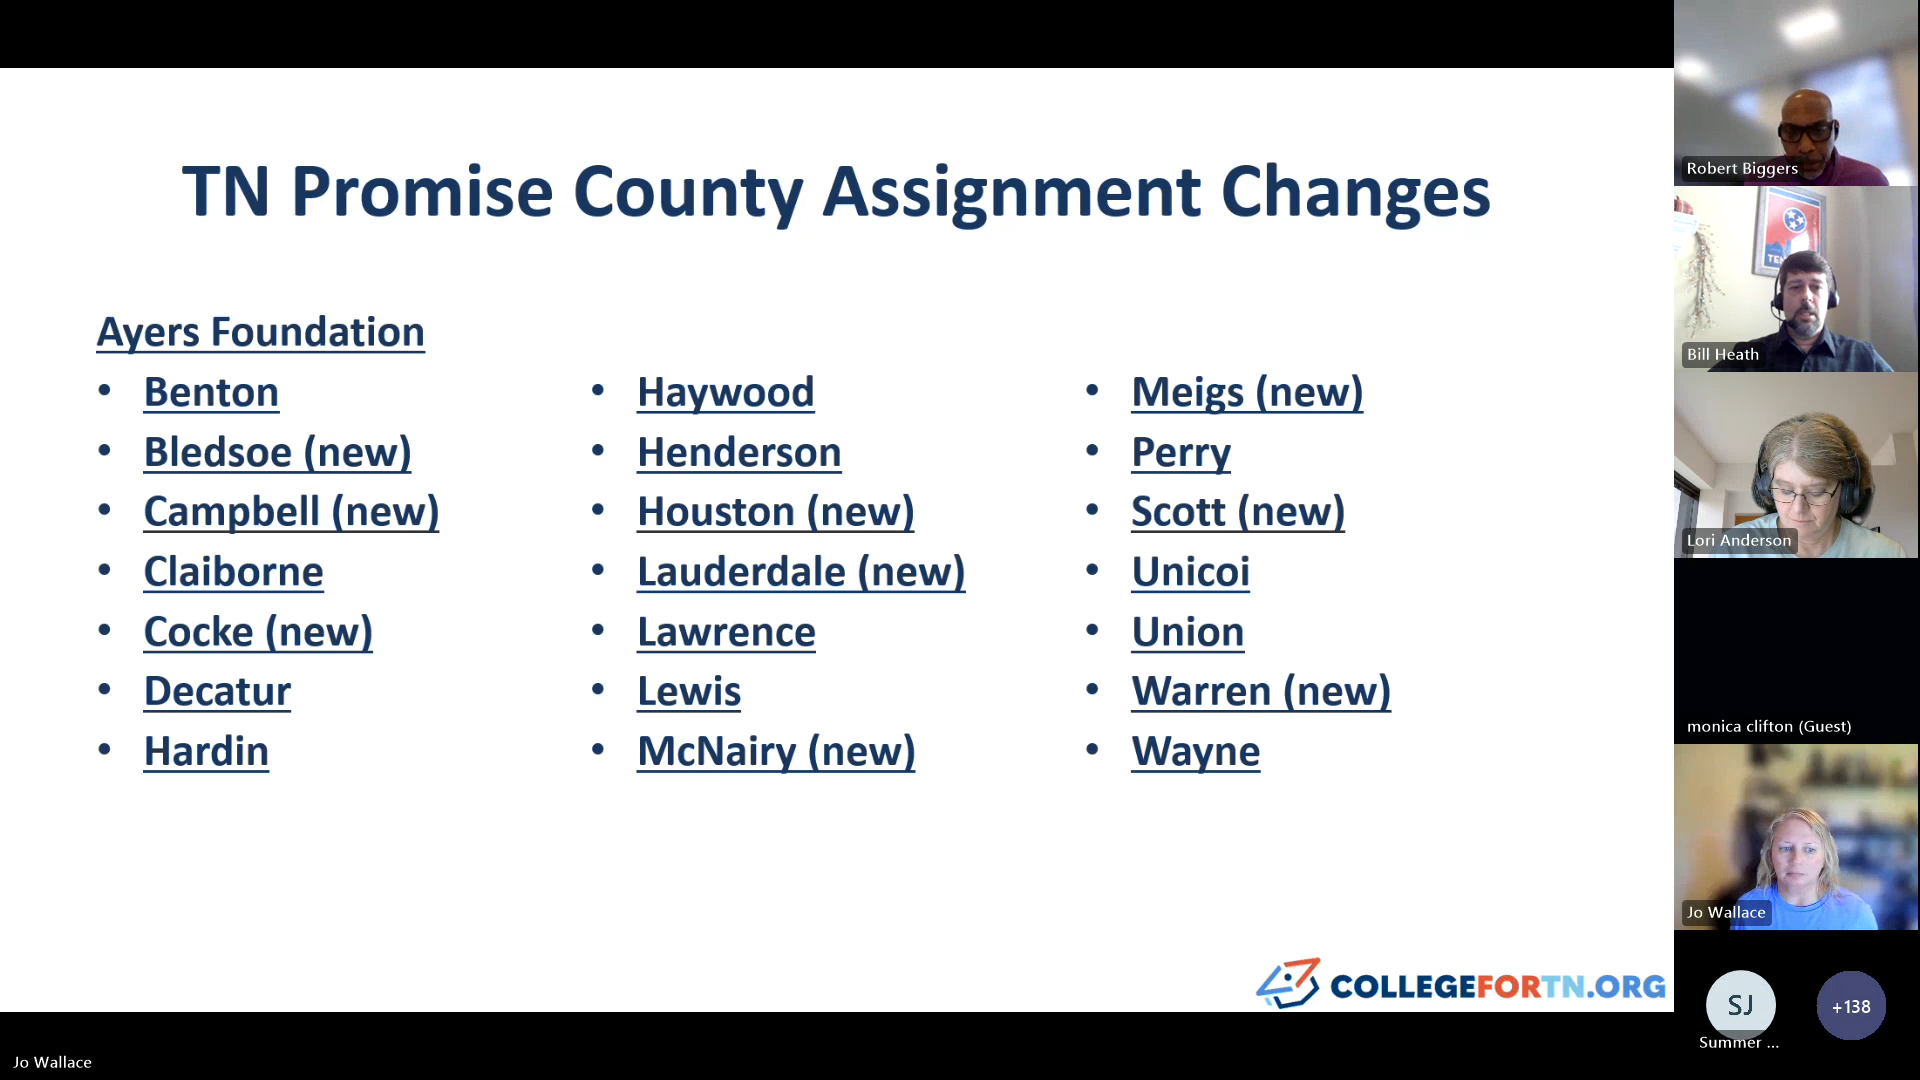 TN Promise County Assignment Changes
Ayers Foundation
• Benton
• Bledsoe (new)
• Campbell (new)
• Claiborne
• Cocke (new)
• Decatur
• Hardin
• Haywood
• Henderson
• Houston (new)
• Lauderdale (new)
• Lawrence
• Lewis
• McNairy (new)
• Meigs (new)
• Perry
• Scott (new)
• Unicoi
• Union
• Warren (new)
• Wayne
COLLEGEFORTN.ORG
Robert Biggers
TEN
Bill Heath
Lori Anderson
monica clifton (Guest)
Jo Wallace
SJ
Summer ...
+138
Jo Wallace